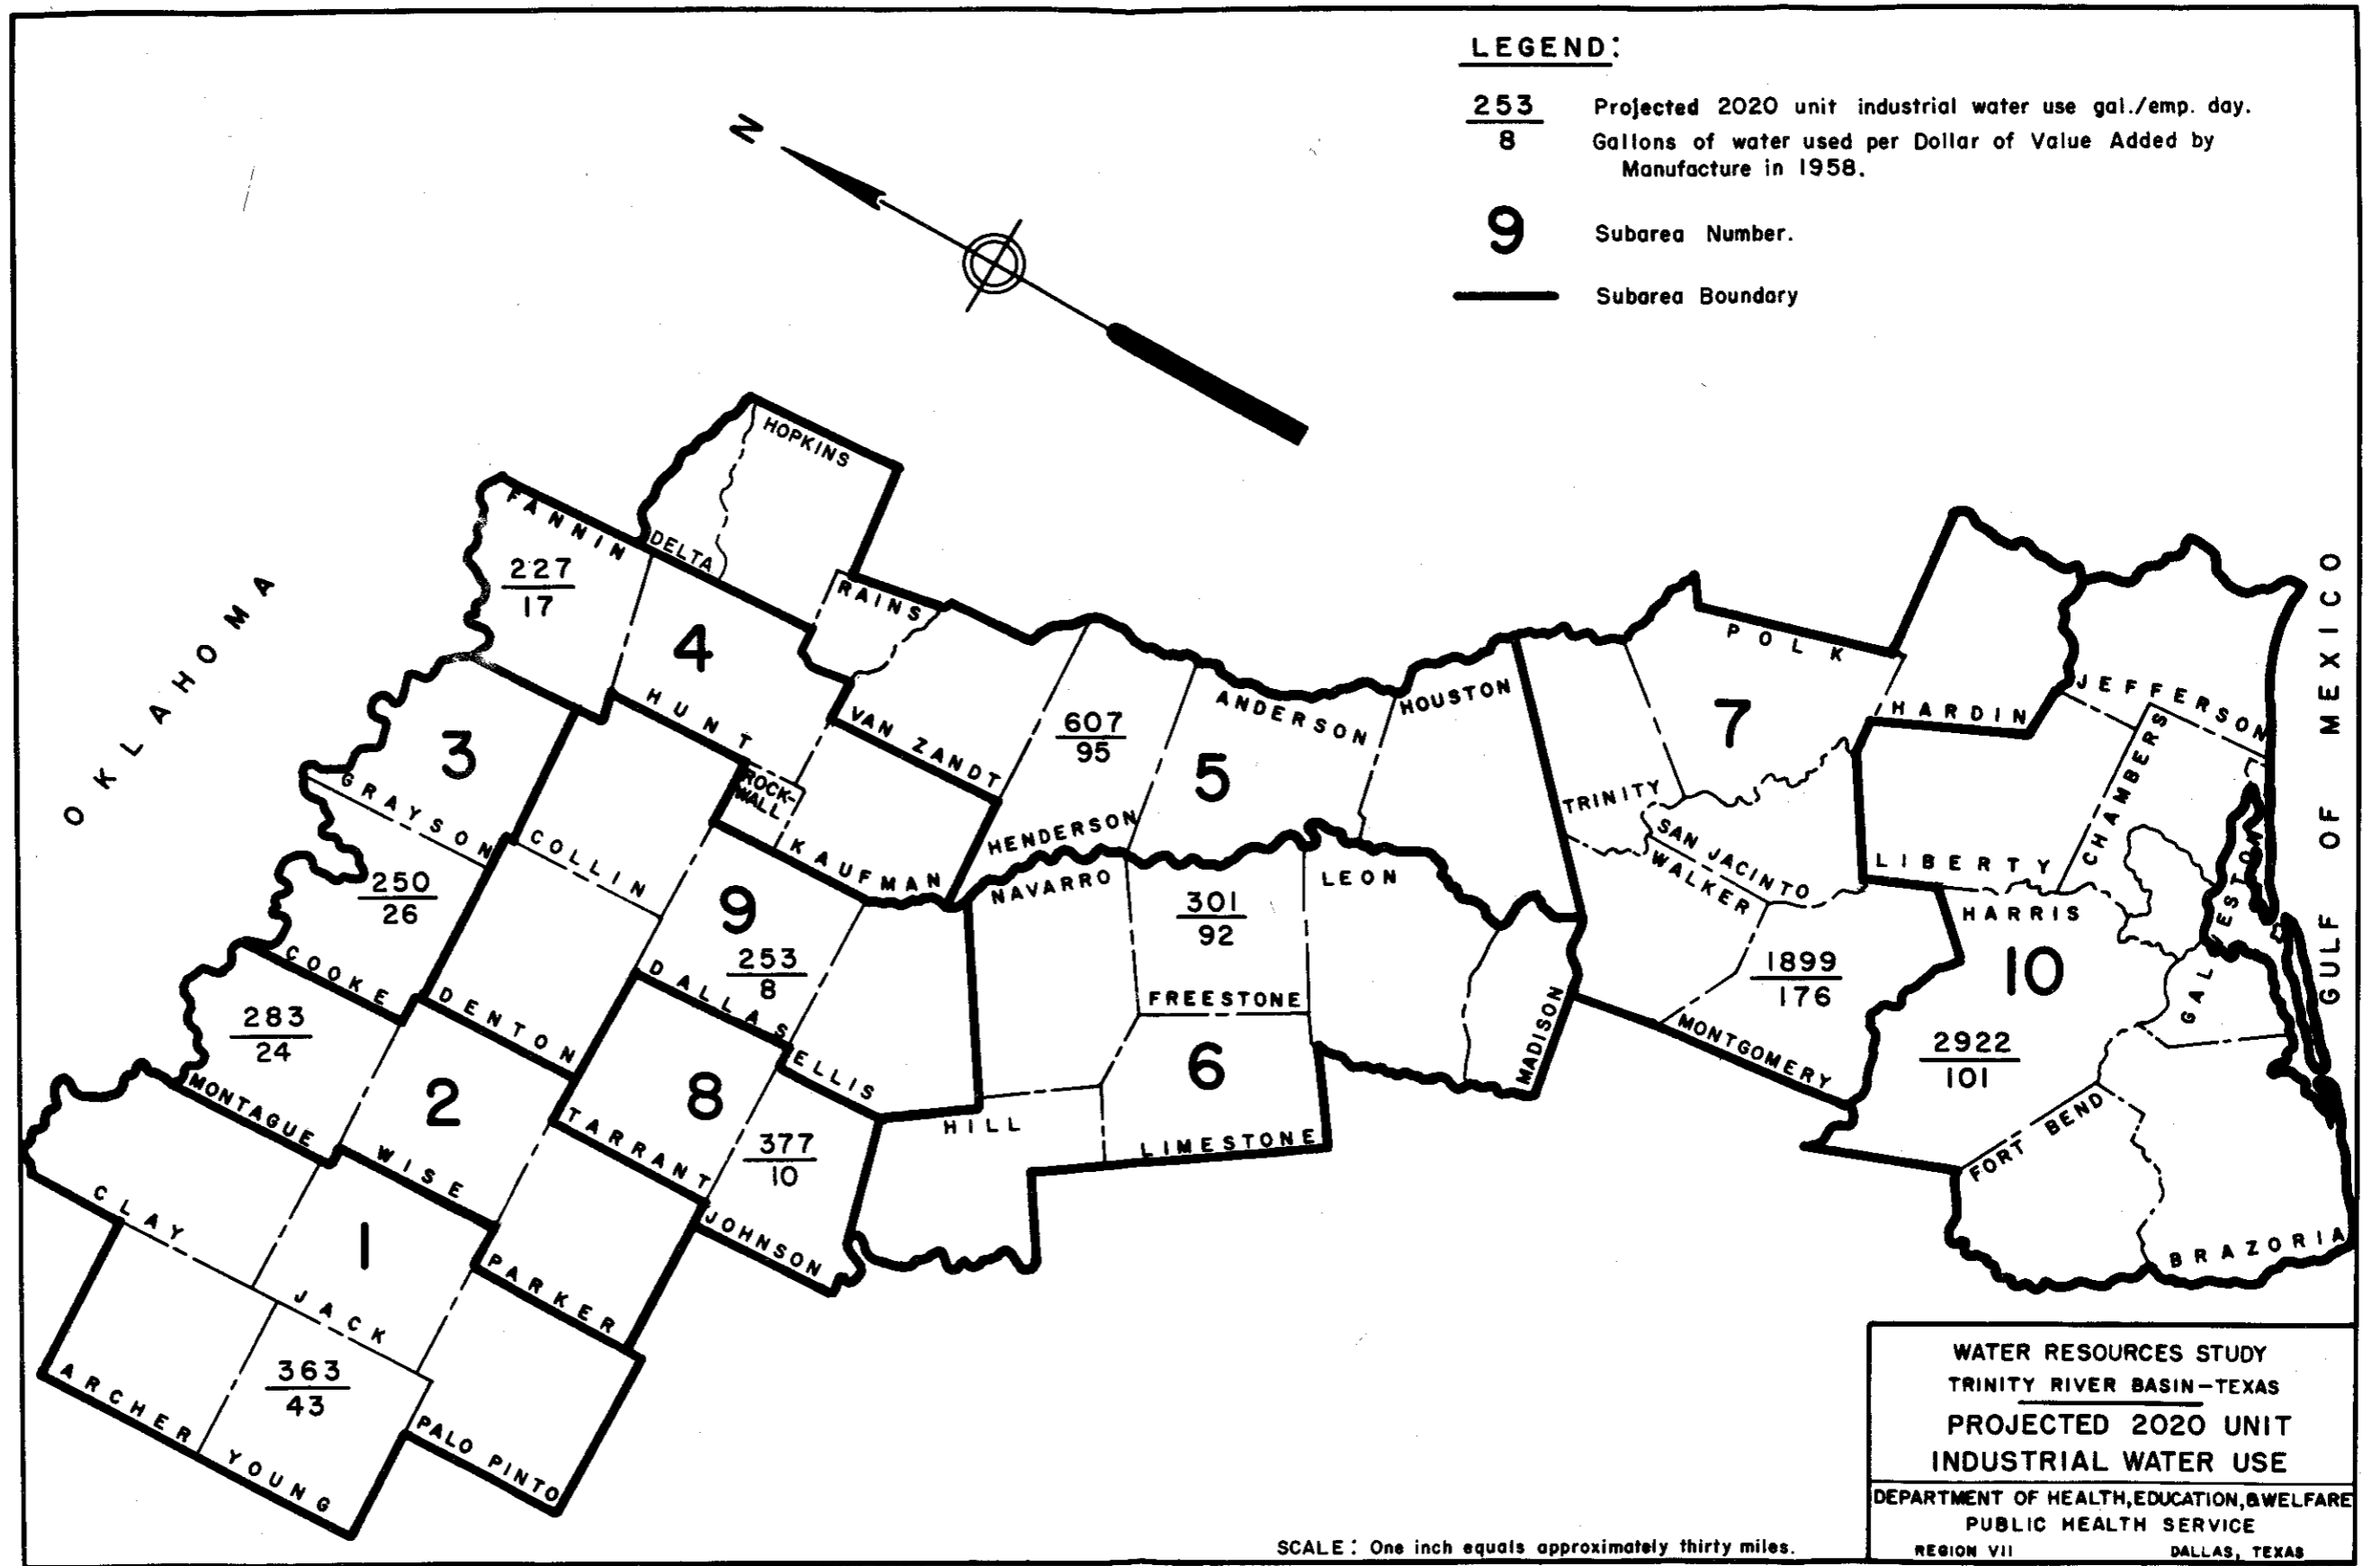 LEGEND:
253
8
Projected 2020 unit industrial water use gal./emp. day.
Gallons of water used per Dollar of Value Added by
Manufacture in 1958.
9
Subarea Number.
Subarea Boundary
N
OKLAHOMA
GULF OF MEXICO
HOPKINS
FANNIN
DELTA
227
17
RAINS
4
HUNT
VAN ZANDT
3
GRAYSON
ROCK-
WALL
COLLIN
KAUFMAN
250
26
COOKE
9
253
8
DALLAS
DENTON
283
24
MONTAGUE
2
WISE
8
ELLIS
TARRANT
377
10
JOHNSON
CLAY
1
JACK
PARKER
363
43
ARCHER
YOUNG
PALO PINTO
607
95
ANDERSON
HOUSTON
5
HENDERSON
NAVARRO
301
92
LEON
FREESTONE
6
HILL
LIMESTONE
MADISON
POLK
7
TRINITY
SAN JACINTO
WALKER
1899
176
MONTGOMERY
HARDIN
JEFFERSON
CHAMBERS
LIBERTY
HARRIS
GALVESTON
10
2922
101
FORT BEND
BRAZORIA
WATER RESOURCES STUDY
TRINITY RIVER BASIN-TEXAS
PROJECTED 2020 UNIT
INDUSTRIAL WATER USE
DEPARTMENT OF HEALTH, EDUCATION, & WELFARE
PUBLIC HEALTH SERVICE
REGION VII DALLAS, TEXAS
SCALE: One inch equals approximately thirty miles.